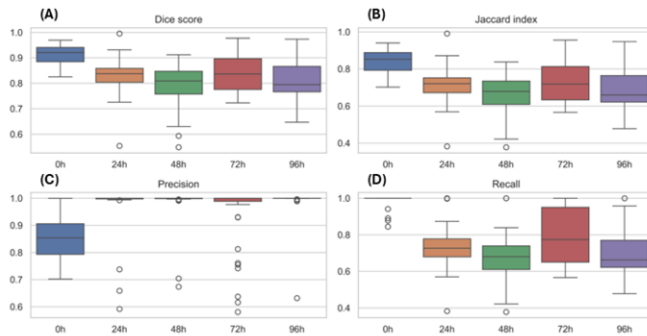 (A)
Dice score
1.0
0.9
0.8
0.7
0.6
0h
24h
48h
72h
96h
(B)
Jaccard index
1.0
0.8
0.6
0.4
0h
24h
48h
72h
96h
(C)
Precision
1.0
0.9
0.8
0.7
0.6
0h
24h
48h
72h
96h
(D)
Recall
1.0
0.8
0.6
0.4
0h
24h
48h
72h
96h